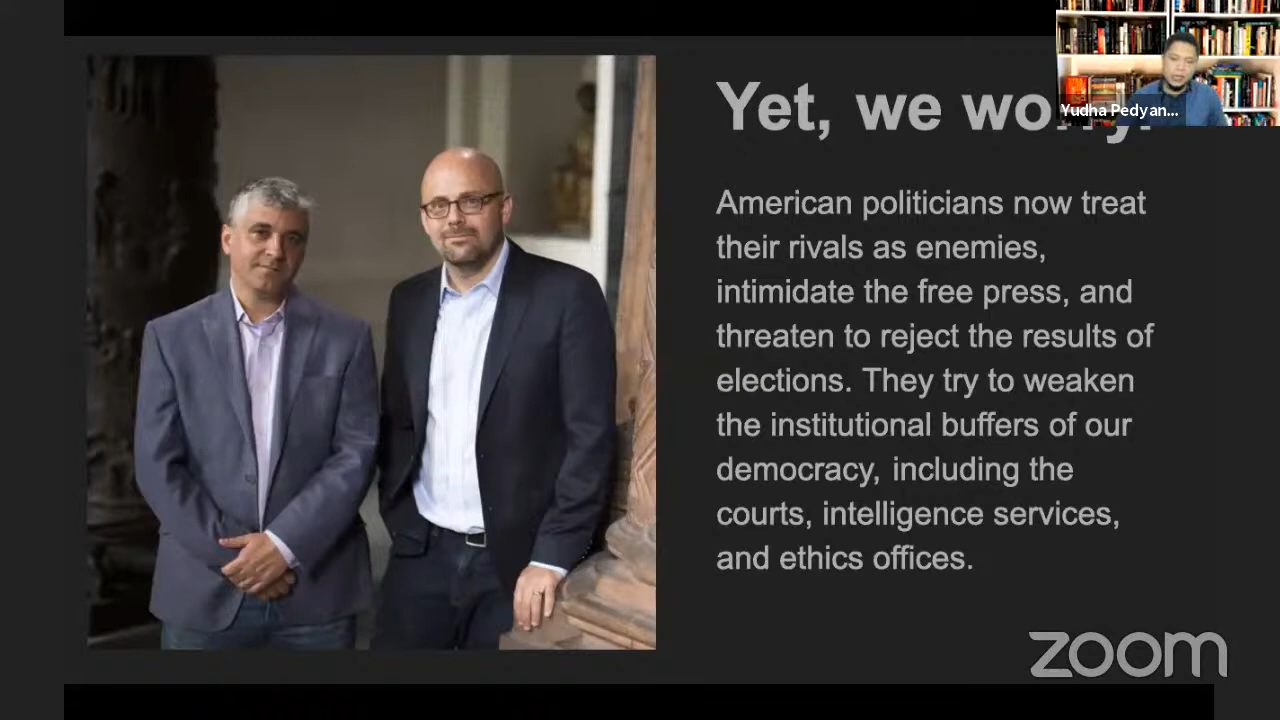 Yet, we wo
Yudha Pedyan...
American politicians now treat
their rivals as enemies,
intimidate the free press, and
threaten to reject the results of
elections. They try to weaken
the institutional buffers of our
democracy, including the
courts, intelligence services,
and ethics offices.
zoom